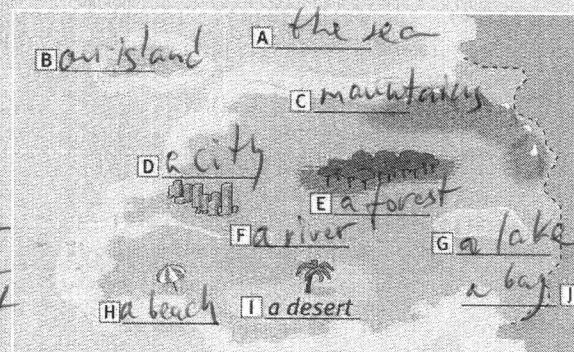 A the sea
B an island
C mountains
D a city
E a forest
F a river
G a lake
H a beach
I a desert
a bay J